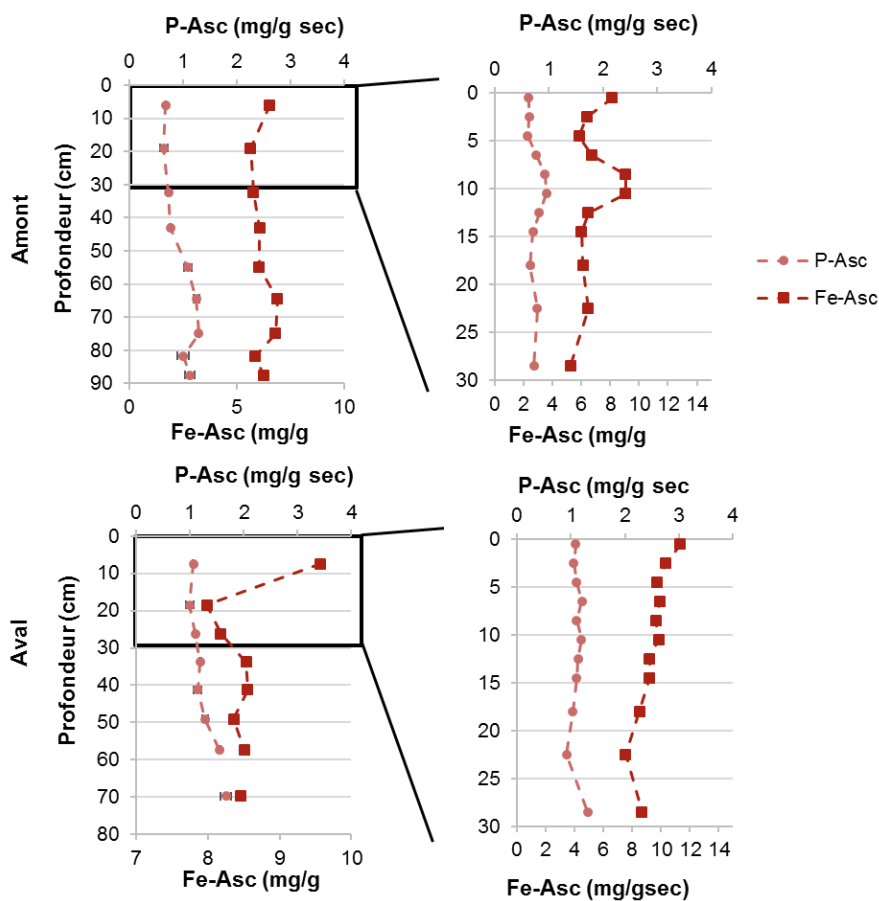 P-Asc (mg/g sec)
0 1 2 3 4
0
10
20
30
40
50
60
70
80
90
Profondeur (cm)
Amont
0 5 10
Fe-Asc (mg/g
P-Asc (mg/g sec)
0 1 2 3 4
0
5
10
15
20
25
30
0 2 4 6 8 10 12 14
Fe-Asc (mg/g
P-Asc
Fe-Asc
P-Asc (mg/g sec)
0 1 2 3 4
0
10
20
30
40
50
60
70
80
Profondeur (cm)
Aval
7 8 9 10
Fe-Asc (mg/g
P-Asc (mg/g sec
0 1 2 3 4
0
5
10
15
20
25
30
0 2 4 6 8 10 12 14
Fe-Asc (mg/gsec)